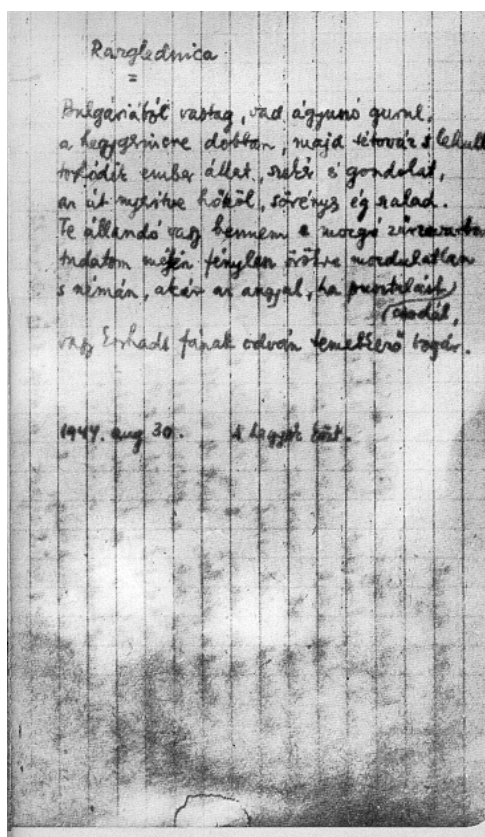 Razglednica
=
Bulgáriából vastag, vad ágyuszó gurul,
a hegygerincre dobban, majd tétováz s lehull
torlódik ember állat, szekér és gondolat,
az út nyerítve hőköl, sörényes ég szalad.
Te állandó vagy bennem e mozgó zűrzavarban
tudatom mélyén fénylesz örökre mozdulatlan
s némán, akár az angyal, ha pusztulást
csodál,
vagy korhadt fának odván temetkező bogár.
1944. aug 30. A hegyek közt.